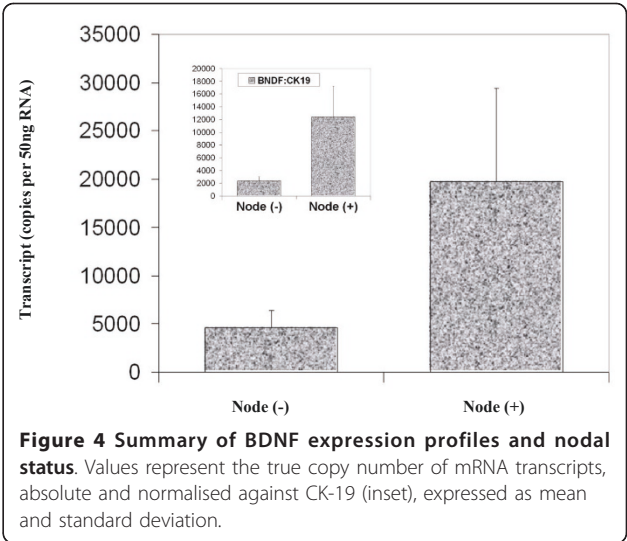 35000
30000
25000
20000
15000
10000
5000
0
Transcript (copies per 50ng RNA)
20000
18000
16000
14000
12000
10000
8000
6000
4000
2000
0
BNDF:CK19
Node (-) Node (+)
Node (-) Node (+)
Figure 4 Summary of BDNF expression profiles and nodal
status. Values represent the true copy number of mRNA transcripts,
absolute and normalised against CK-19 (inset), expressed as mean
and standard deviation.